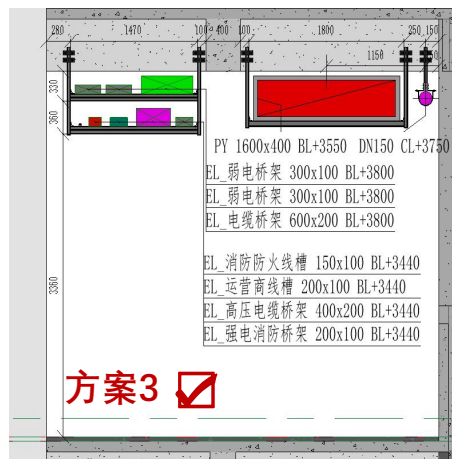 280 1470 100 400 100 1800 250 150
1150
330
360
PY 1600x400 BL+3550 DN150 CL+3750
EL_弱电桥架 300x100 BL+3800
EL_弱电桥架 300x100 BL+3800
EL_电缆桥架 600x200 BL+3800
EL_消防防火线槽 150x100 BL+3440
EL_运营商线槽 200x100 BL+3440
3360
EL_高压电缆桥架 400x200 BL+3440
EL_强电消防桥架 200x100 BL+3440
方案3